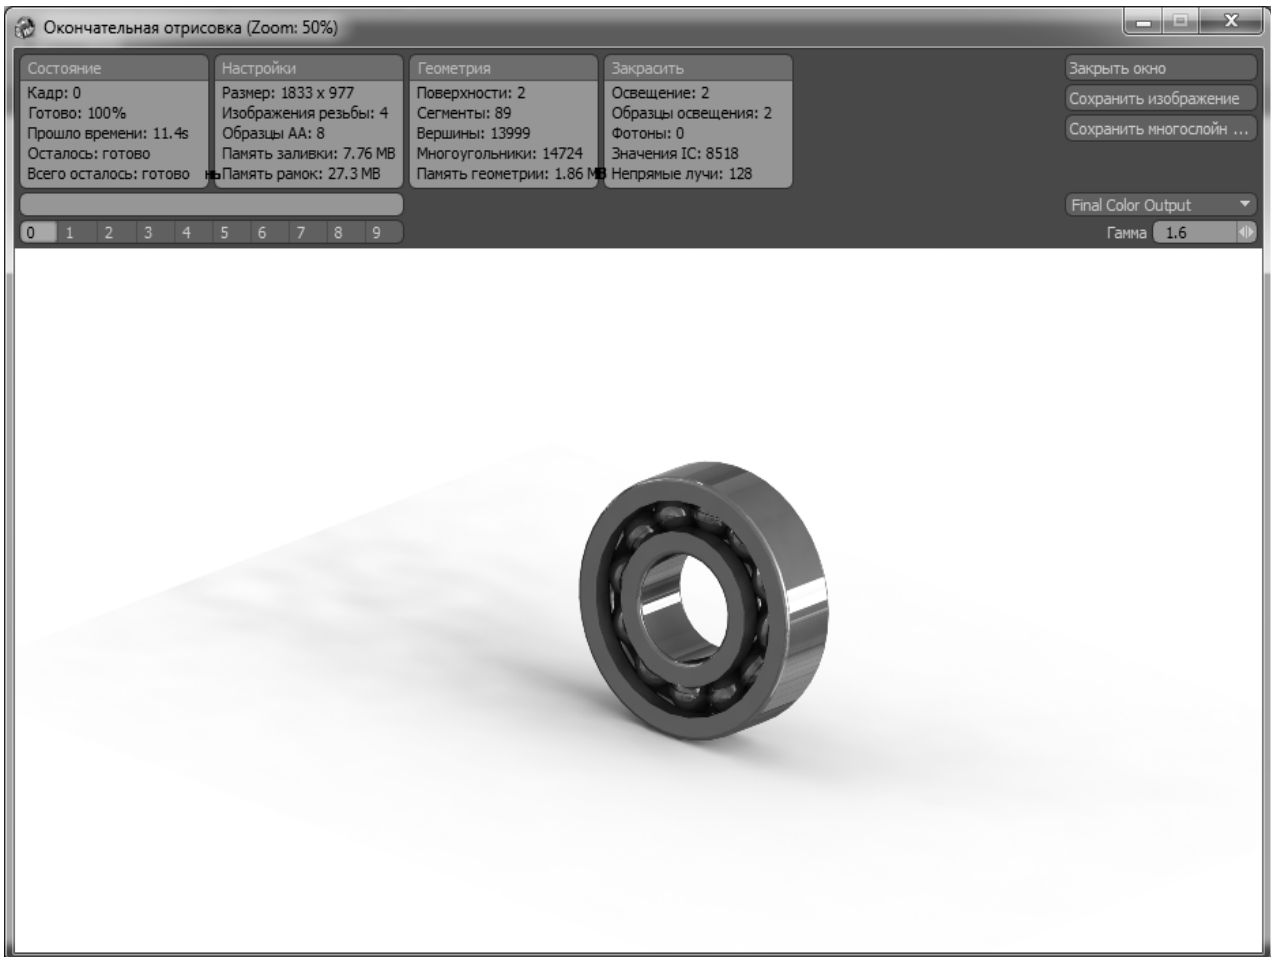 Окончательная отрисовка (Zoom: 50%)
Состояние
Кадр: 0
Готово: 100%
Прошло времени: 11.4s
Осталось: готово
Всего осталось: готово
Настройки
Размер: 1833 x 977
Изображения резьбы: 4
Образцы AA: 8
Память заливки: 7.76 MB
Память рамок: 27.3 MB
Геометрия
Поверхности: 2
Сегменты: 89
Вершины: 13999
Многоугольники: 14724
Память геометрии: 1.86 MB
Закрасить
Освещение: 2
Образцы освещения: 2
Фотоны: 0
Значения IC: 8518
Непрямые лучи: 128
Закрыть окно
Сохранить изображение
Сохранить многослойн ...
Final Color Output
0 1 2 3 4 5 6 7 8 9
Гамма 1.6